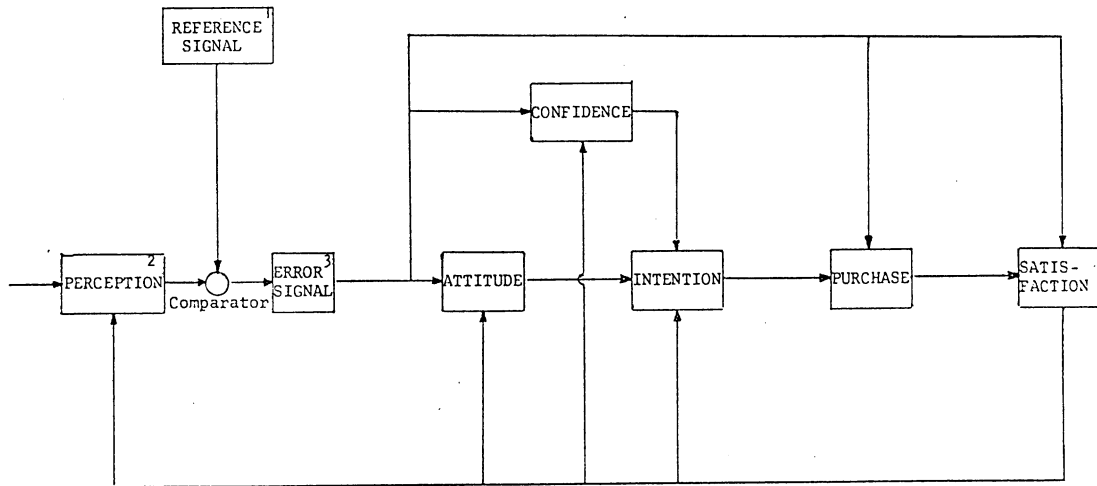 REFERENCE 1
SIGNAL
CONFIDENCE
PERCEPTION 2
Comparator
ERROR 3
SIGNAL
ATTITUDE
INTENTION
PURCHASE
SATIS-
FACTION